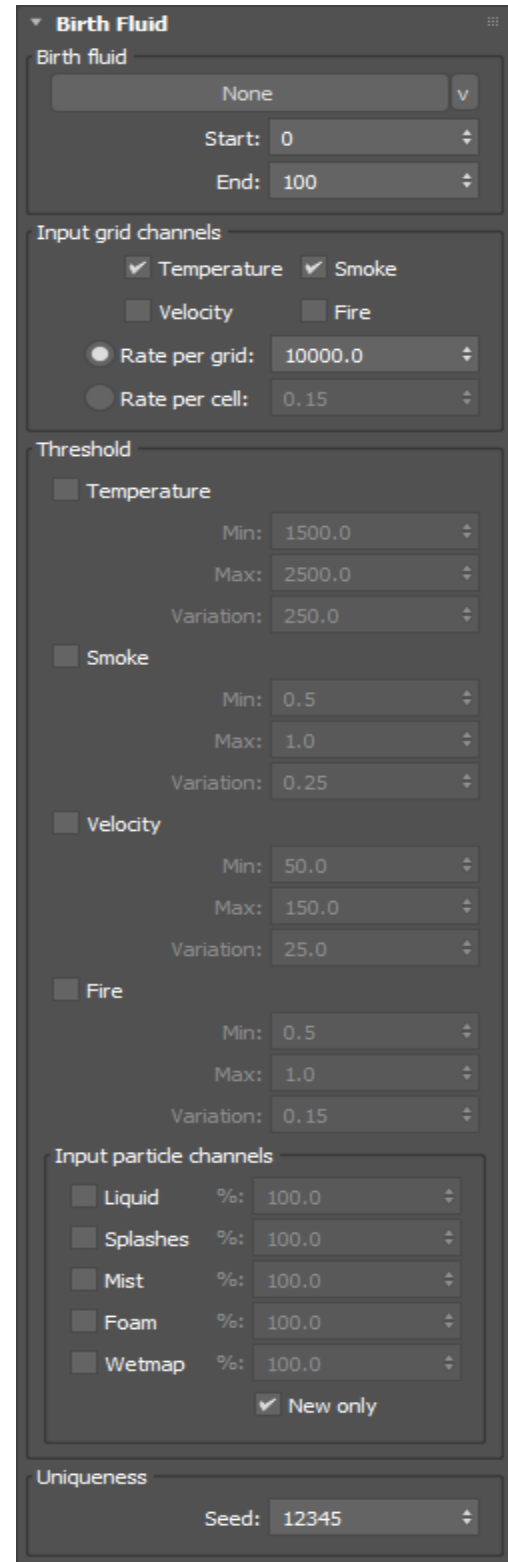 Birth Fluid
Birth fluid
None v
Start: 0
End: 100
Input grid channels
Temperature Smoke
Velocity Fire
Rate per grid: 10000.0
Rate per cell: 0.15
Threshold
Temperature
Min: 1500.0
Max: 2500.0
Variation: 250.0
Smoke
Min: 0.5
Max: 1.0
Variation: 0.25
Velocity
Min: 50.0
Max: 150.0
Variation: 25.0
Fire
Min: 0.5
Max: 1.0
Variation: 0.15
Input particle channels
Liquid %: 100.0
Splashes %: 100.0
Mist %: 100.0
Foam %: 100.0
Wetmap %: 100.0
New only
Uniqueness
Seed: 12345